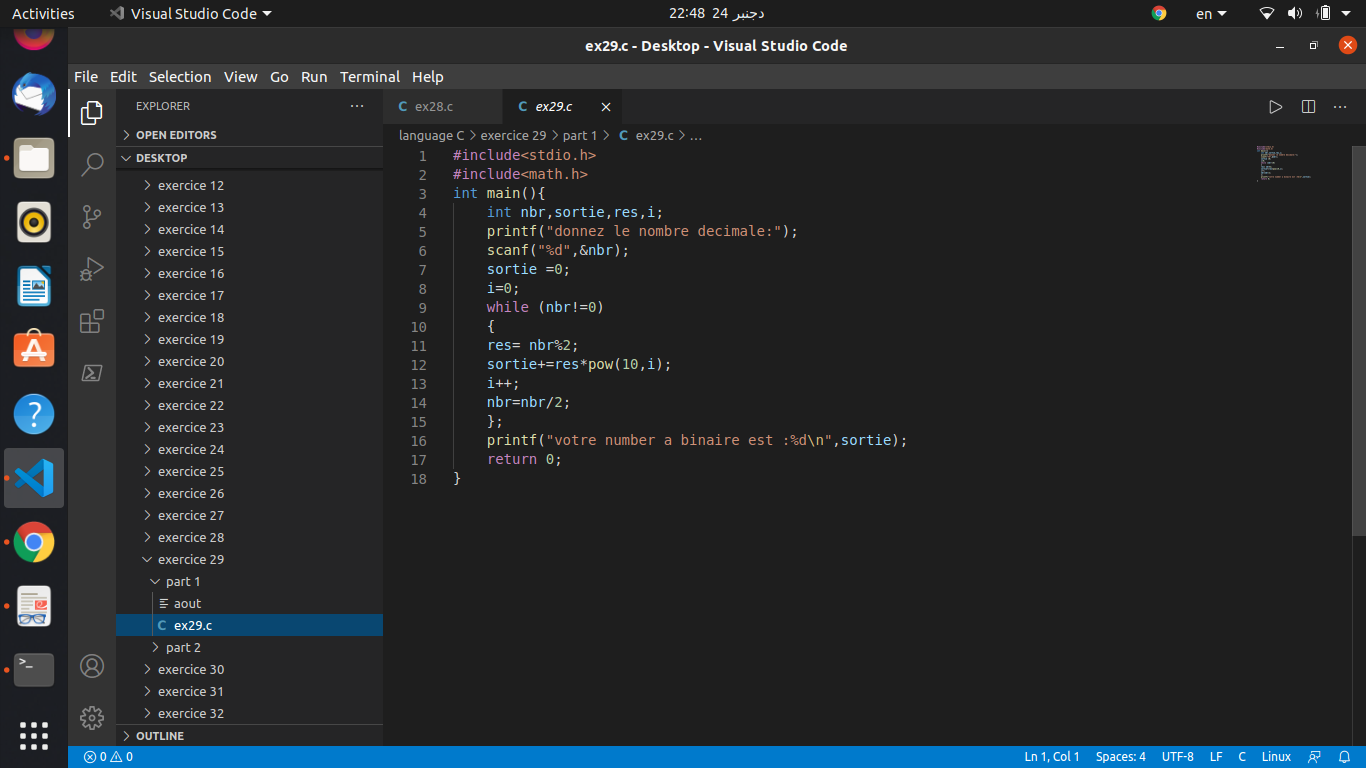 Activities
Visual Studio Code
22:48 24 دجنبر
en
ex29.c - Desktop - Visual Studio Code
File Edit Selection View Go Run Terminal Help
EXPLORER
OPEN EDITORS
DESKTOP
exercice 12
exercice 13
exercice 14
exercice 15
exercice 16
exercice 17
exercice 18
exercice 19
exercice 20
exercice 21
exercice 22
exercice 23
exercice 24
exercice 25
exercice 26
exercice 27
exercice 28
exercice 29
part 1
aout
C ex29.c
part 2
exercice 30
exercice 31
exercice 32
OUTLINE
C ex28.c
C ex29.c
language C > exercice 29 > part 1 > C ex29.c > ...
1 #include<stdio.h>
2 #include<math.h>
3 int main(){
4 int nbr,sortie,res,i;
5 printf("donnez le nombre decimale:");
6 scanf("%d",&nbr);
7 sortie =0;
8 i=0;
9 while (nbr!=0)
10 {
11 res= nbr%2;
12 sortie+=res*pow(10,i);
13 i++;
14 nbr=nbr/2;
15 };
16 printf("votre number a binaire est :%d\n",sortie);
17 return 0;
18 }
0 0
Ln 1, Col 1
Spaces: 4
UTF-8
LF
C
Linux